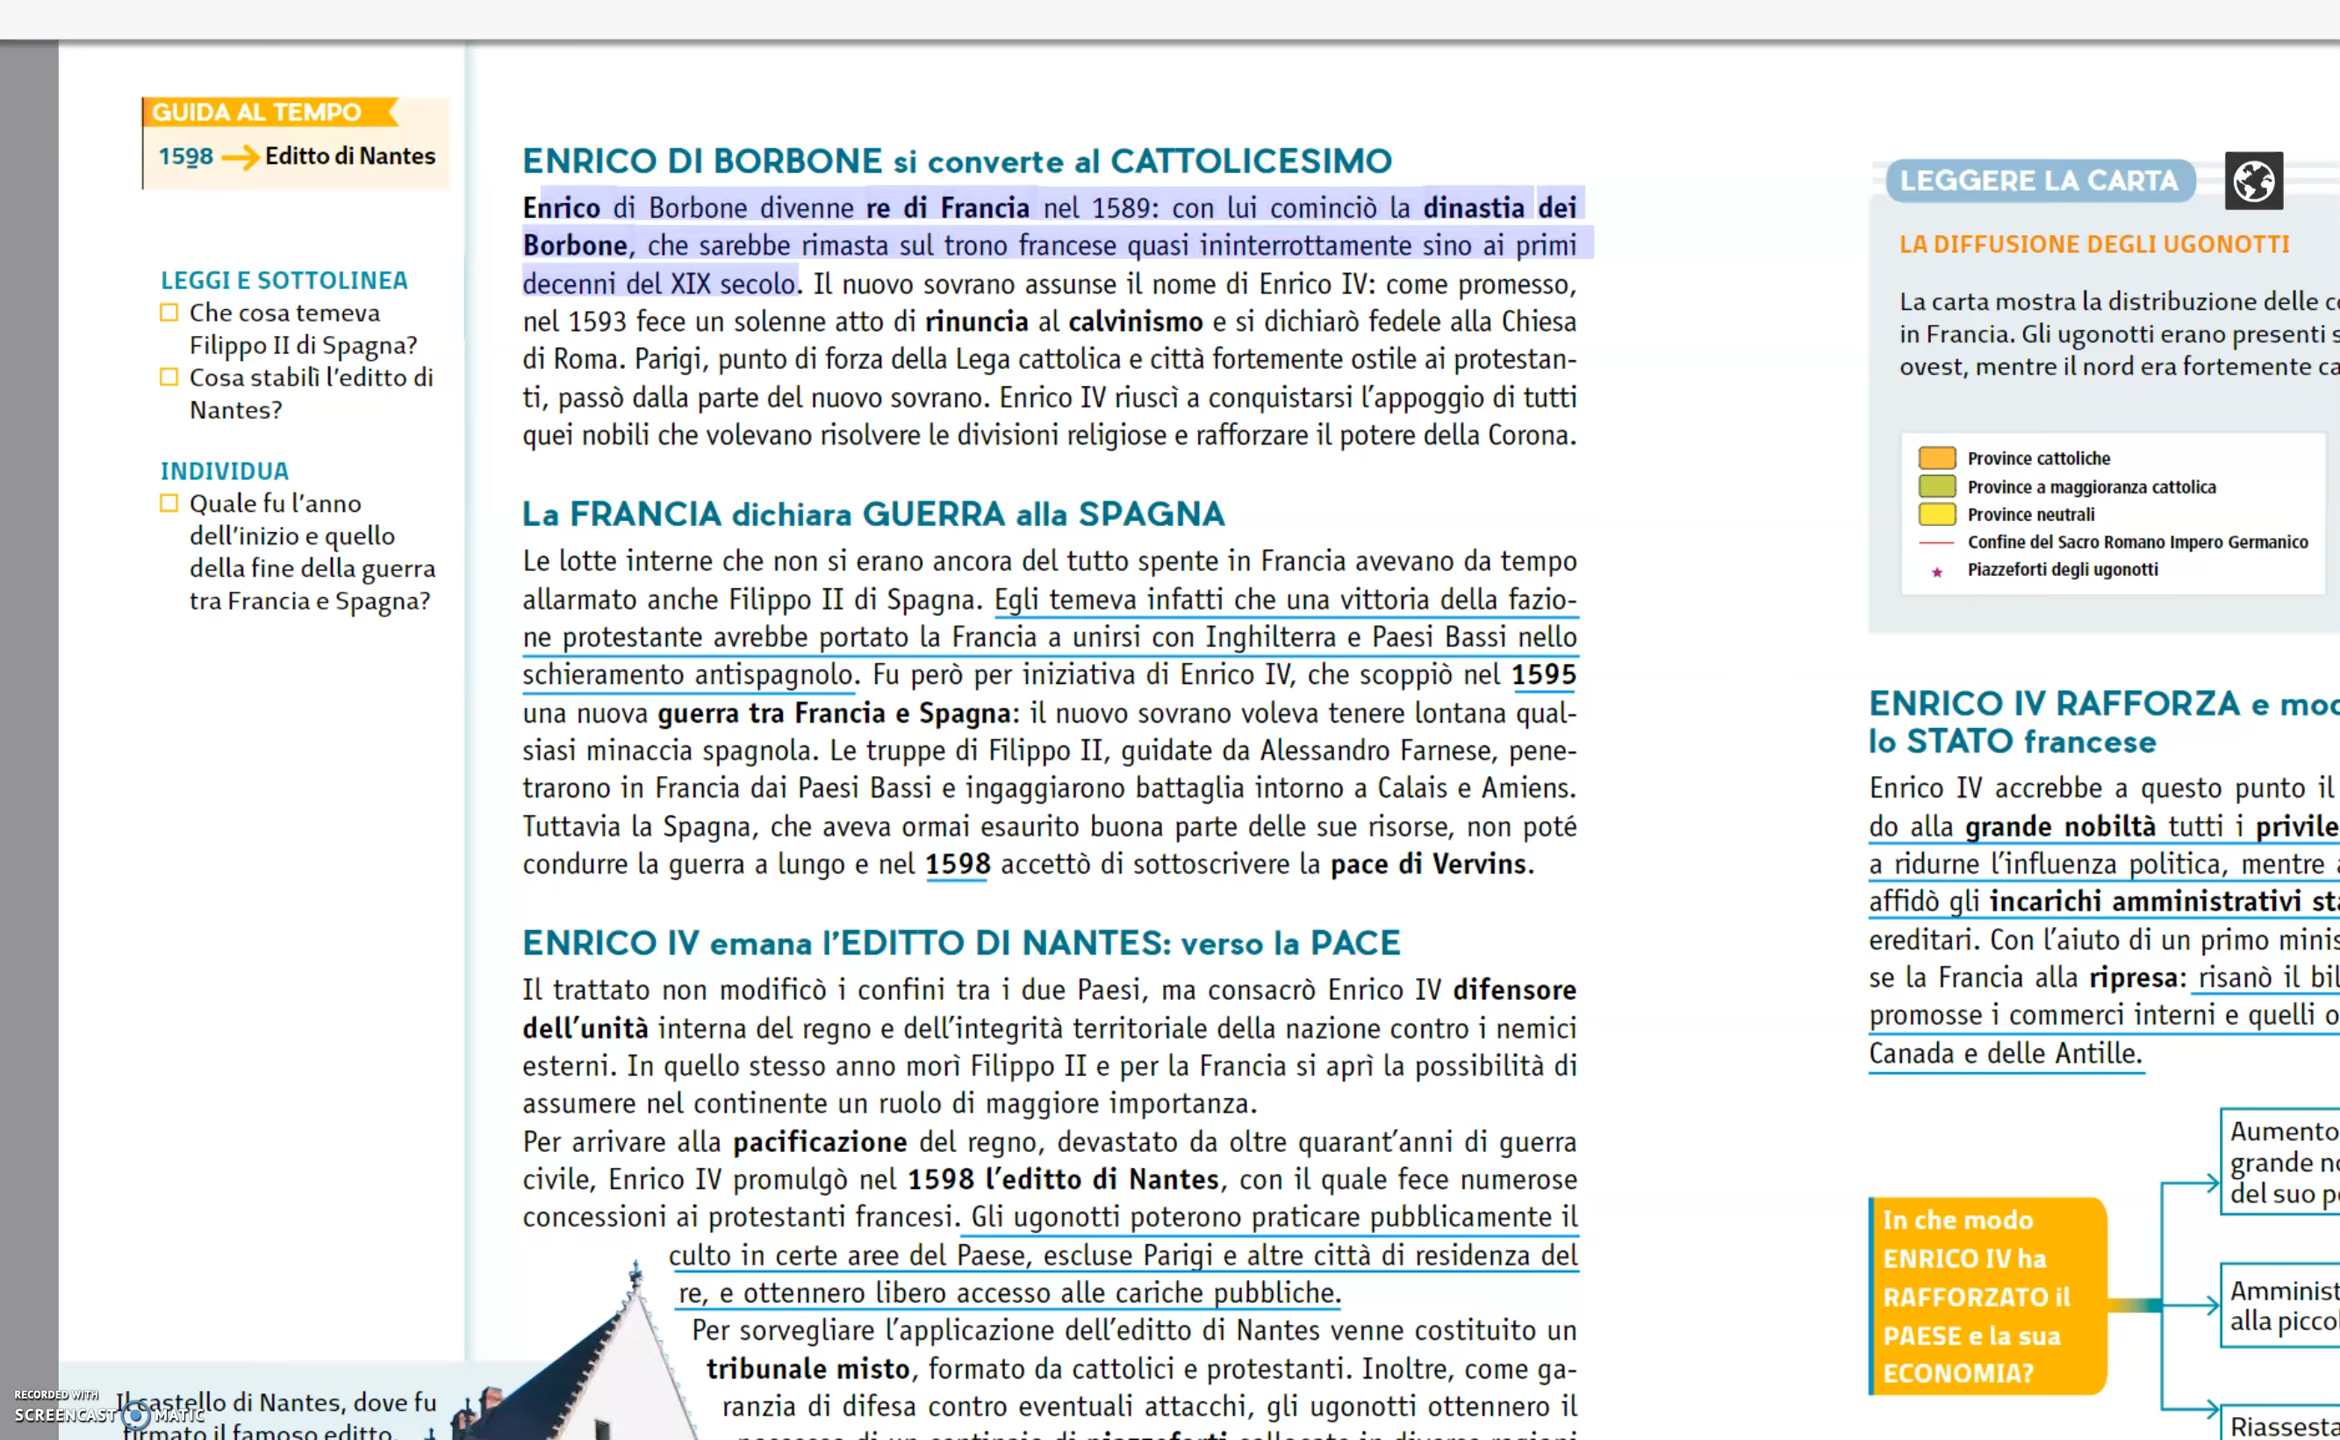 GUIDA AL TEMPO
1598 Editto di Nantes
LEGGI E SOTTOLINEA
Che cosa temeva
Filippo II di Spagna?
Cosa stabilì l'editto di
Nantes?
INDIVIDUA
Quale fu l'anno
dell'inizio e quello
della fine della guerra
tra Francia e Spagna?
ENRICO DI BORBONE si converte al CATTOLICESIMO
Enrico di Borbone divenne re di Francia nel 1589: con lui cominciò la dinastia dei
Borbone, che sarebbe rimasta sul trono francese quasi ininterrottamente sino ai primi
decenni del XIX secolo. Il nuovo sovrano assunse il nome di Enrico IV: come promesso,
nel 1593 fece un solenne atto di rinuncia al calvinismo e si dichiarò fedele alla Chiesa
di Roma. Parigi, punto di forza della Lega cattolica e città fortemente ostile ai protestan-
ti, passò dalla parte del nuovo sovrano. Enrico IV riuscì a conquistarsi l'appoggio di tutti
quei nobili che volevano risolvere le divisioni religiose e rafforzare il potere della Corona.
La FRANCIA dichiara GUERRA alla SPAGNA
Le lotte interne che non si erano ancora del tutto spente in Francia avevano da tempo
allarmato anche Filippo II di Spagna. Egli temeva infatti che una vittoria della fazio-
ne protestante avrebbe portato la Francia a unirsi con Inghilterra e Paesi Bassi nello
schieramento antispagnolo. Fu però per iniziativa di Enrico IV, che scoppiò nel 1595
una nuova guerra tra Francia e Spagna: il nuovo sovrano voleva tenere lontana qual-
siasi minaccia spagnola. Le truppe di Filippo II, guidate da Alessandro Farnese, pene-
trarono in Francia dai Paesi Bassi e ingaggiarono battaglia intorno a Calais e Amiens.
Tuttavia la Spagna, che aveva ormai esaurito buona parte delle sue risorse, non poté
condurre la guerra a lungo e nel 1598 accettò di sottoscrivere la pace di Vervins.
ENRICO IV emana l'EDITTO DI NANTES: verso la PACE
Il trattato non modificò i confini tra i due Paesi, ma consacrò Enrico IV difensore
dell'unità interna del regno e dell'integrità territoriale della nazione contro i nemici
esterni. In quello stesso anno morì Filippo II e per la Francia si aprì la possibilità di
assumere nel continente un ruolo di maggiore importanza.
Per arrivare alla pacificazione del regno, devastato da oltre quarant'anni di guerra
civile, Enrico IV promulgò nel 1598 l'editto di Nantes, con il quale fece numerose
concessioni ai protestanti francesi. Gli ugonotti poterono praticare pubblicamente il
culto in certe aree del Paese, escluse Parigi e altre città di residenza del
re, e ottennero libero accesso alle cariche pubbliche.
Per sorvegliare l'applicazione dell'editto di Nantes venne costituito un
tribunale misto, formato da cattolici e protestanti. Inoltre, come ga-
ranzia di difesa contro eventuali attacchi, gli ugonotti ottennero il
Il castello di Nantes, dove fu
firmato il famoso editto.
RECORDED WITH
SCREENCAST MATIC
LEGGERE LA CARTA
LA DIFFUSIONE DEGLI UGONOTTI
La carta mostra la distribuzione delle
in Francia. Gli ugonotti erano presenti
ovest, mentre il nord era fortemente
Province cattoliche
Province a maggioranza cattolica
Province neutrali
Confine del Sacro Romano Impero Germanico
Piazzeforti degli ugonotti
ENRICO IV RAFFORZA e
lo STATO francese
Enrico IV accrebbe a questo punto il
do alla grande nobiltà tutti i privile
a ridurne l'influenza politica, mentre
affidò gli incarichi amministrativi
ereditari. Con l'aiuto di un primo minis
se la Francia alla ripresa: risanò il bil
promosse i commerci interni e quelli
Canada e delle Antille.
In che modo
ENRICO IV ha
RAFFORZATO il
PAESE e la sua
ECONOMIA?
Aumento
grande no
del suo p
Amminist
alla picco
Riassesta